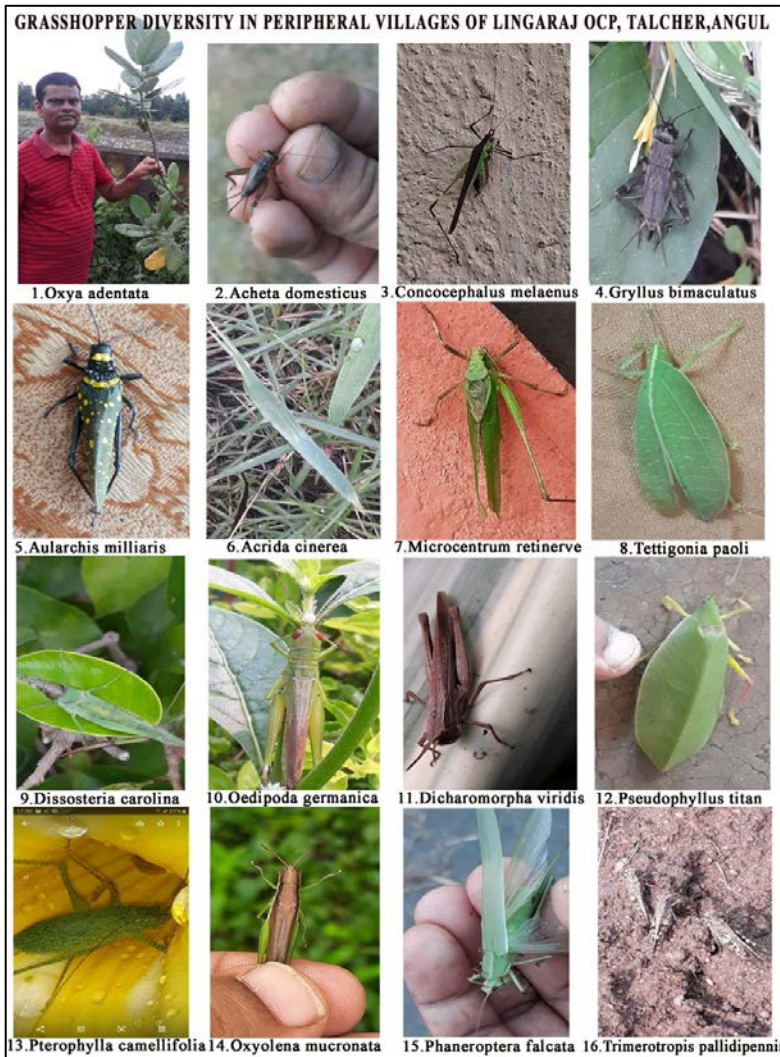 GRASSHOPPER DIVERSITY IN PERIPHERAL VILLAGES OF LINGARAJ OCP, TALCHER,ANGUL
1.Oxya adentata
2.Acheta domesticus
3.Concocephalus melaenus
4.Gryllus bimaculatus
5.Aularchis milliaris
6.Acrida cinerea
7.Microcentrum retinerve
8.Tettigonia paoli
9.Dissosteria carolina
10.Oedipoda germanica
11.Dicharomorpha viridis
12.Pseudophyllus titan
13.Pterophylla camellifolia
14.Oxyolena mucronata
15.Phaneroptera falcata
16.Trimerotropis pallidipenni